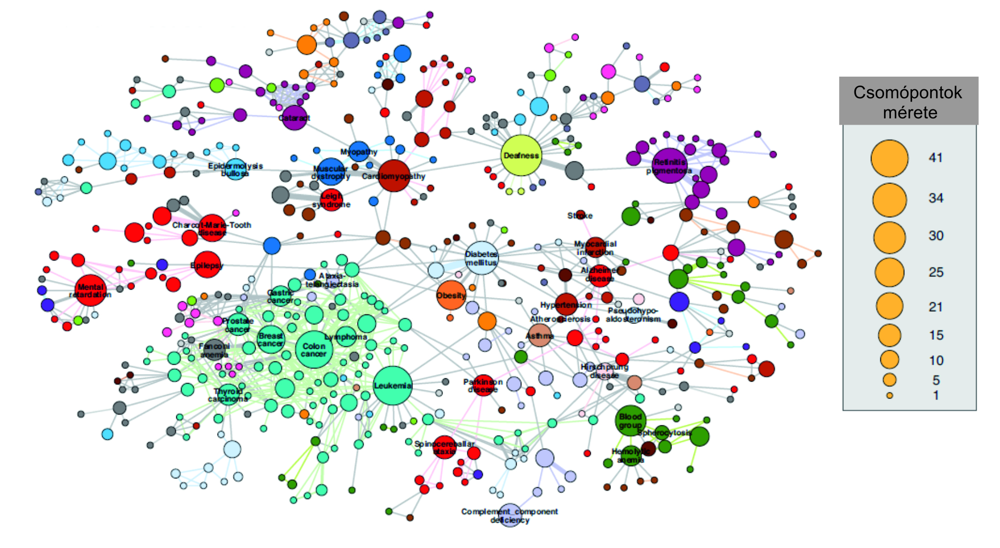 Csomópontok
mérete
41
34
30
25
21
15
10
5
1
Cataract
Deafness
Myopathy
Epidermolysis
bullosa
Muscular
dystrophy
Cardiomyopathy
Retinitis
pigmentosa
Leigh
syndrome
Charcot-Marie-Tooth
disease
Stroke
Myocardial
infarction
Diabetes
mellitus
Epilepsy
Alzheimer
disease
Ataxia-
telangiectasia
Mental
retardation
Gastric
cancer
Obesity
Hypertension
Pseudohypo-
aldosteronism
Atherosclerosis
Prostate
cancer
Breast
cancer
Lymphoma
Asthma
Colon
cancer
Fanconi
anemia
Hirschprung
disease
Leukemia
Parkinson
disease
Thyroid
carcinoma
Blood
group
Spherocytosis
Spinocereballar
ataxia
Hemolytic
anemia
Complement_component
deficiency